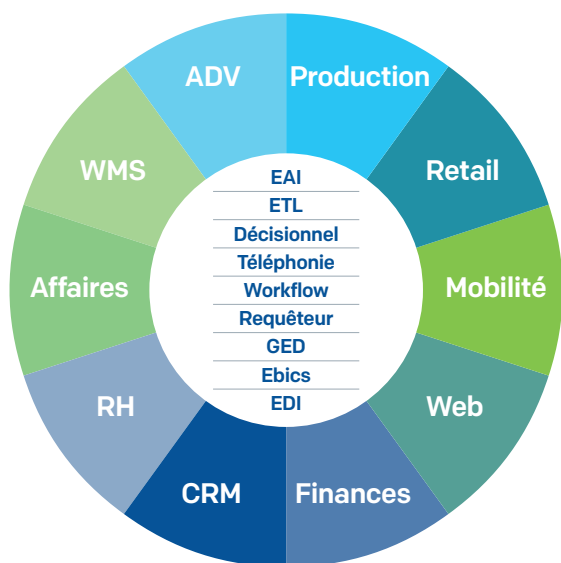 ADV
Production
WMS
Retail
EAI
ETL
Décisionnel
Téléphonie
Workflow
Requêteur
GED
Ebics
EDI
Affaires
Mobilité
RH
Web
CRM
Finances